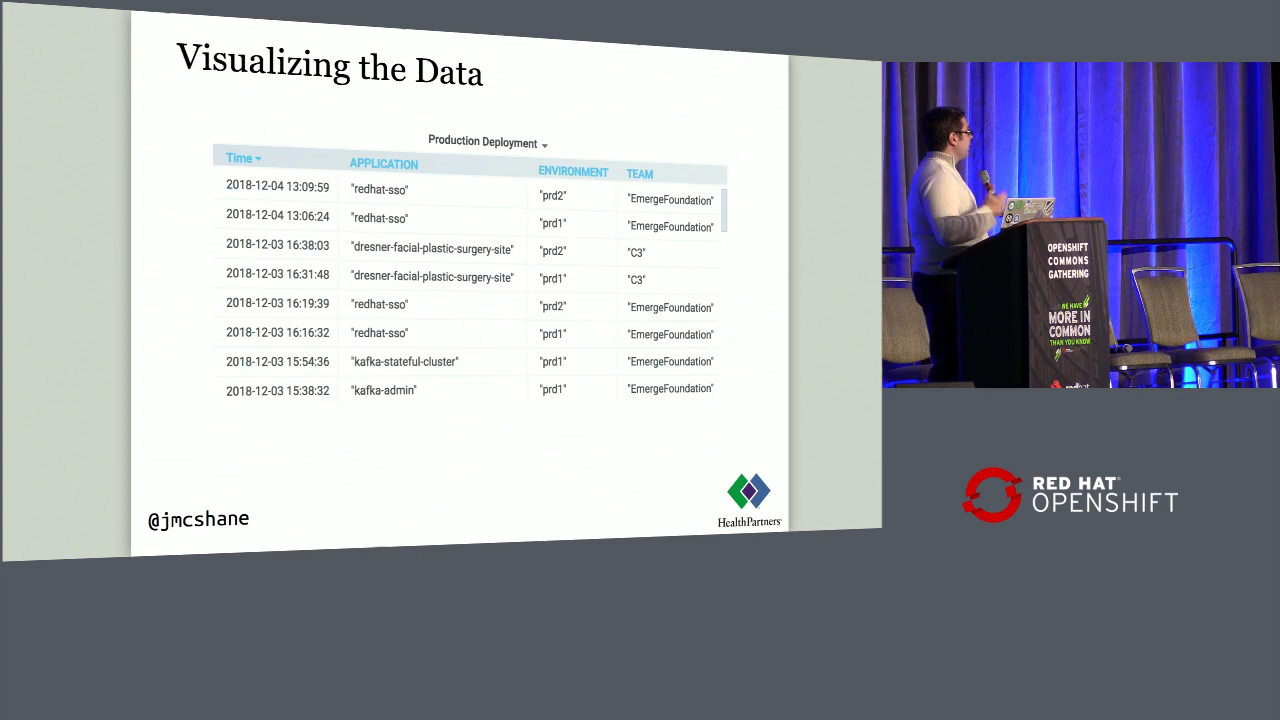 Visualizing the Data
Production Deployment
Time APPLICATION ENVIRONMENT TEAM
2018-12-04 13:09:59 "redhat-sso" "prd2" "EmergeFoundation"
2018-12-04 13:06:24 "redhat-sso" "prd1" "EmergeFoundation"
2018-12-03 16:38:03 "dresner-facial-plastic-surgery-site" "prd2" "C3"
2018-12-03 16:31:48 "dresner-facial-plastic-surgery-site" "prd1" "C3"
2018-12-03 16:19:39 "redhat-sso" "prd2" "EmergeFoundation"
2018-12-03 16:16:32 "redhat-sso" "prd1" "EmergeFoundation"
2018-12-03 15:54:36 "kafka-stateful-cluster" "prd1" "EmergeFoundation"
2018-12-03 15:38:32 "kafka-admin" "prd1" "EmergeFoundation"
@jmcshane
HealthPartners
OPENSHIFT
COMMONS
GATHERING
WE HAVE
MORE IN
COMMON
THAN YOU KNOW
redhat
RED HAT
OPENSHIFT